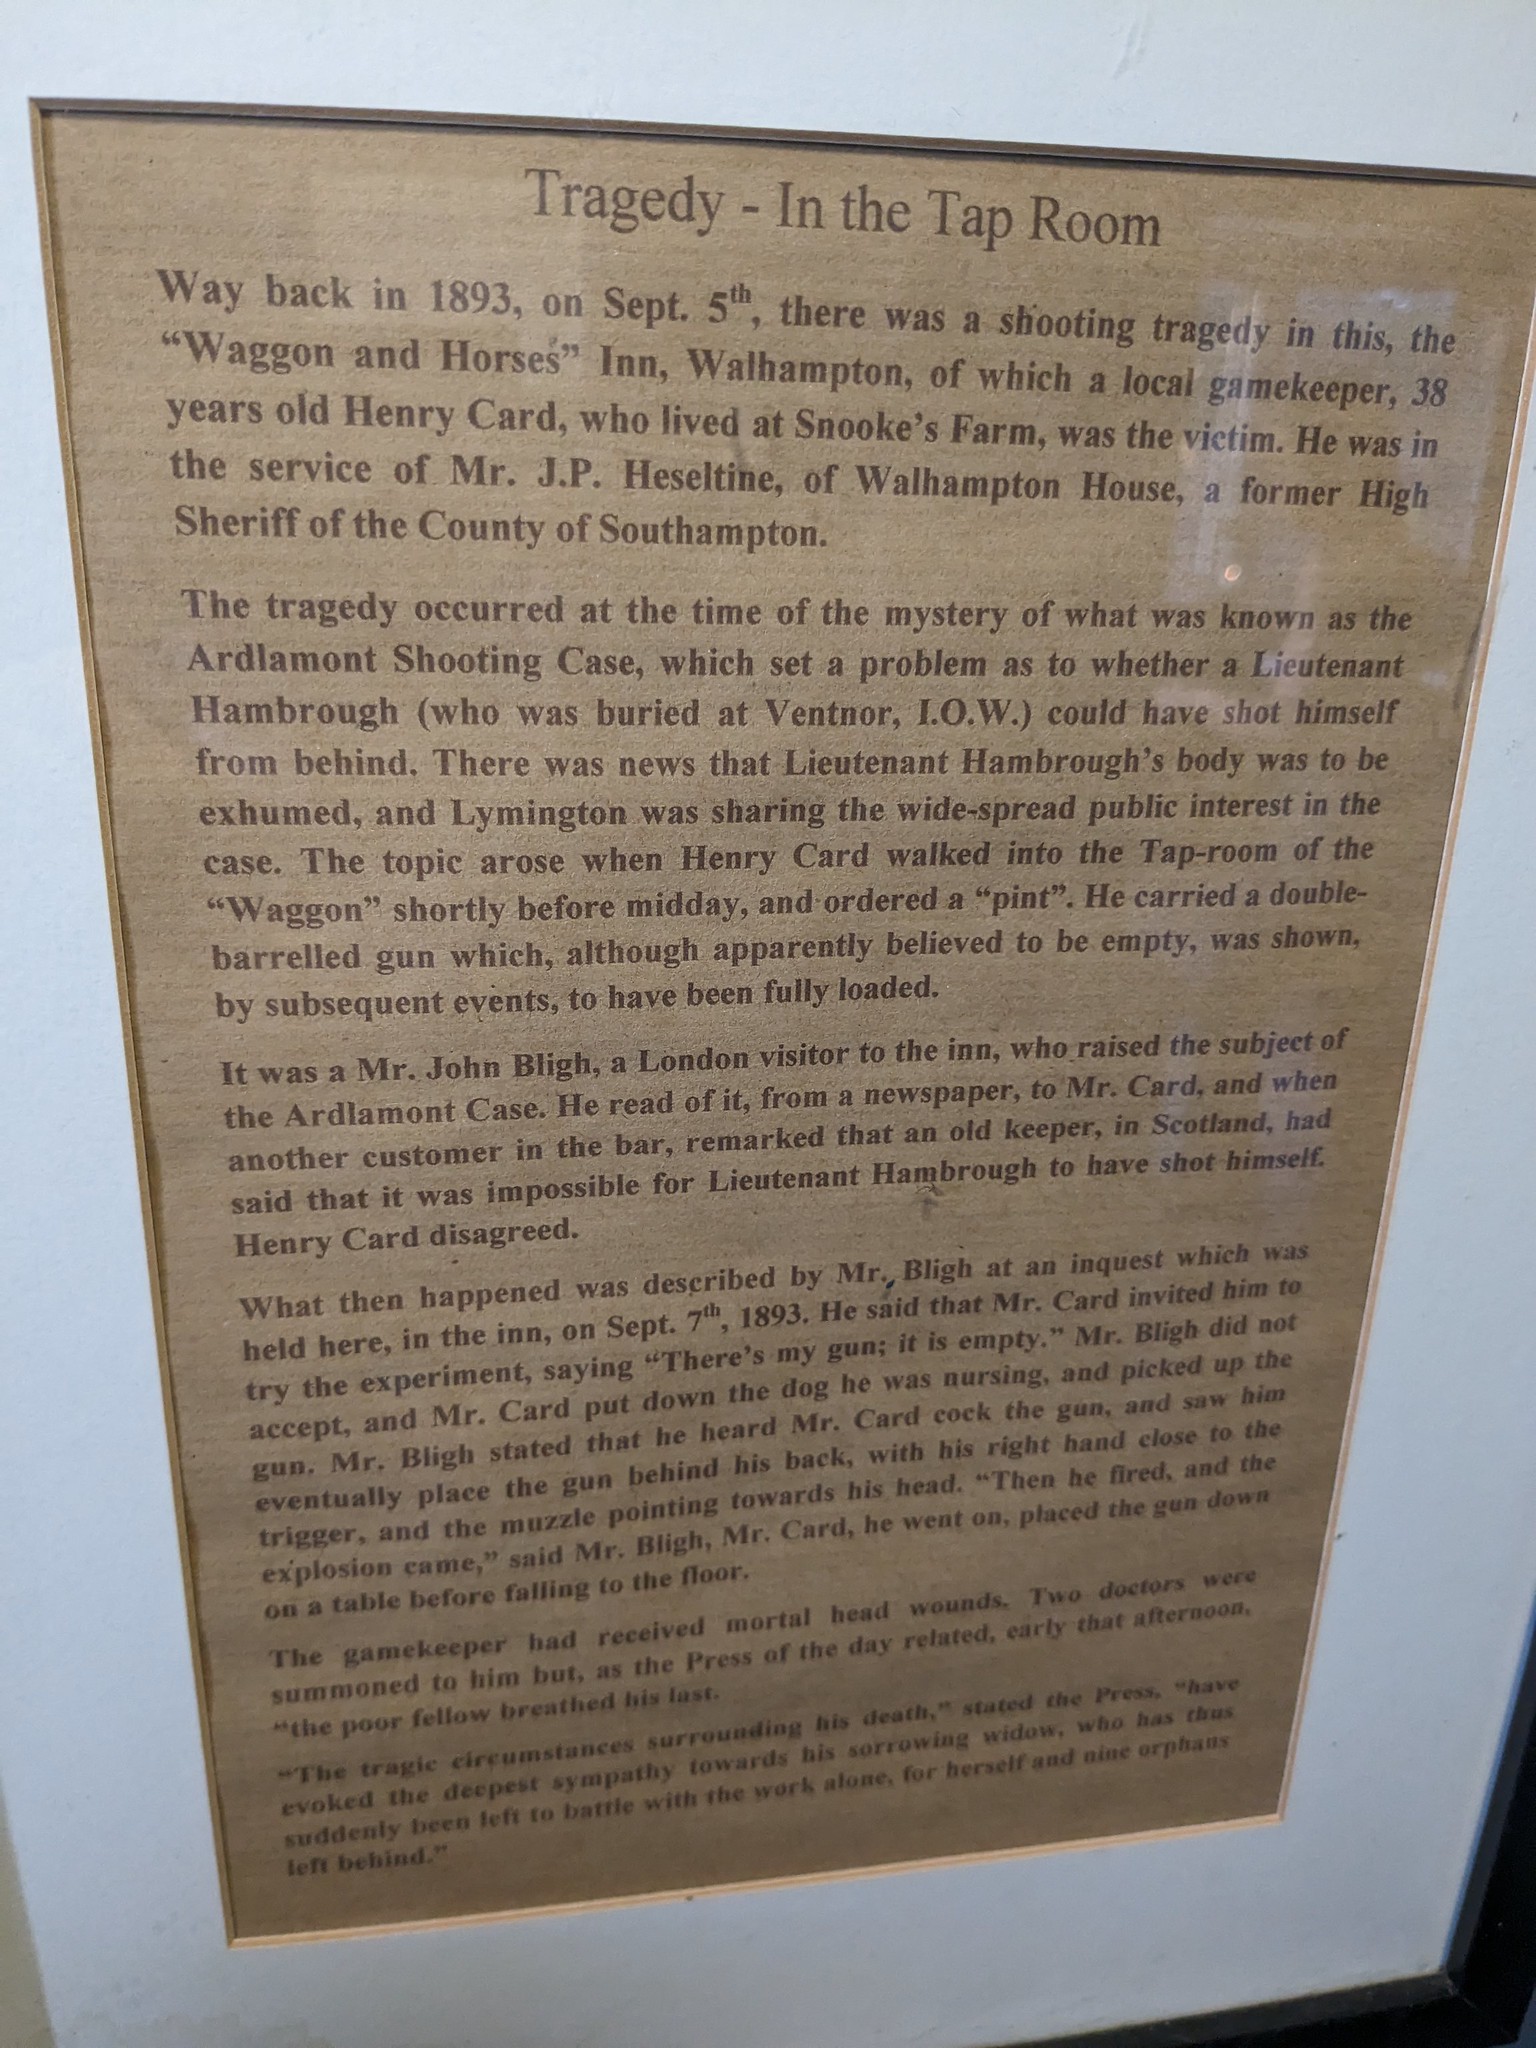 Tragedy - In the Tap Room
Way back in 1893, on Sept. 5th, there was a shooting tragedy in this, the
“Waggon and Horses” Inn, Walhampton, of which a local gamekeeper, 38
years old Henry Card, who lived at Snooke’s Farm, was the victim. He was in
the service of Mr. J.P. Heseltine, of Walhampton House, a former High
Sheriff of the County of Southampton.
The tragedy occurred at the time of the mystery of what was known as the
Ardlamont Shooting Case, which set a problem as to whether a Lieutenant
Hambrough (who was buried at Ventnor, I.O.W.) could have shot himself
from behind. There was news that Lieutenant Hambrough’s body was to be
exhumed, and Lymington was sharing the wide-spread public interest in the
case. The topic arose when Henry Card walked into the Tap-room of the
“Waggon” shortly before midday, and ordered a “pint”. He carried a double-
barrelled gun which, although apparently believed to be empty, was shown,
by subsequent events, to have been fully loaded.
It was a Mr. John Bligh, a London visitor to the inn, who raised the subject of
the Ardlamont Case. He read of it, from a newspaper, to Mr. Card, and when
another customer in the bar, remarked that an old keeper, in Scotland, had
said that it was impossible for Lieutenant Hambrough to have shot himself.
Henry Card disagreed.
What then happened was described by Mr. Bligh at an inquest which was
held here, in the inn, on Sept. 7th, 1893. He said that Mr. Card invited him to
try the experiment, saying “There’s my gun; it is empty.” Mr. Bligh did not
accept, and Mr. Card put down the dog he was nursing, and picked up the
gun. Mr. Bligh stated that he heard Mr. Card cock the gun, and saw him
eventually place the gun behind his back, with his right hand close to the
trigger, and the muzzle pointing towards his head. “Then he fired, and the
explosion came,” said Mr. Bligh, Mr. Card, he went on, placed the gun down
on a table before falling to the floor.
The gamekeeper had received mortal head wounds. Two doctors were
summoned to him but, as the Press of the day related, early that afternoon,
“the poor fellow breathed his last.
“The tragic circumstances surrounding his death,” stated the Press, “have
evoked the deepest sympathy towards his sorrowing widow, who has thus
suddenly been left to battle with the work alone, for herself and nine orphans
left behind.”